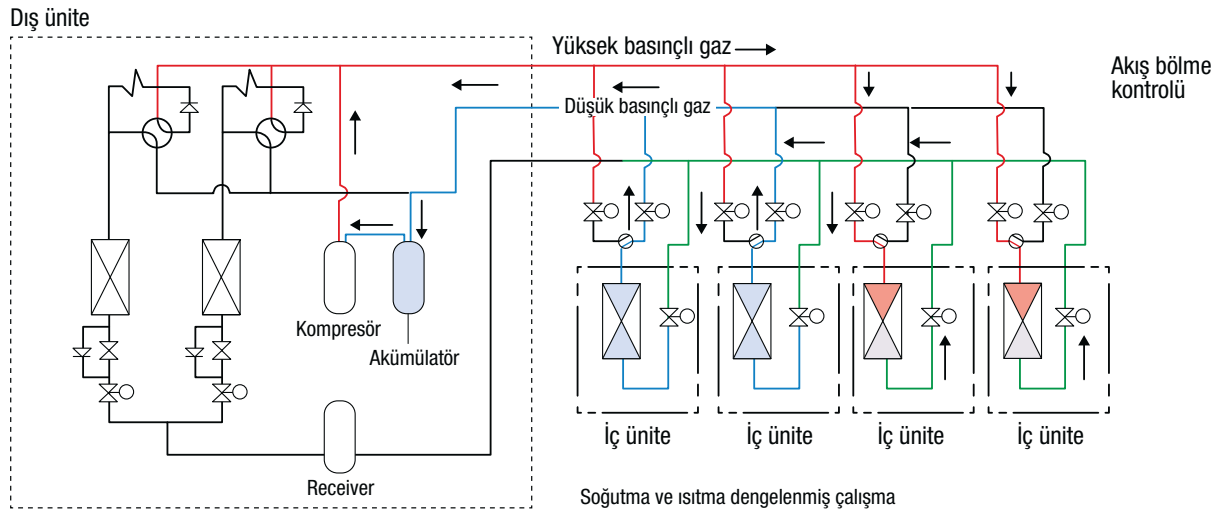 Dış ünite
Yüksek basınçlı gaz
Akış bölme
kontrolü
Düşük basınçlı gaz
Kompresör
Akümülatör
Receiver
İç ünite
İç ünite
İç ünite
İç ünite
Soğutma ve ısıtma dengelenmiş çalışma